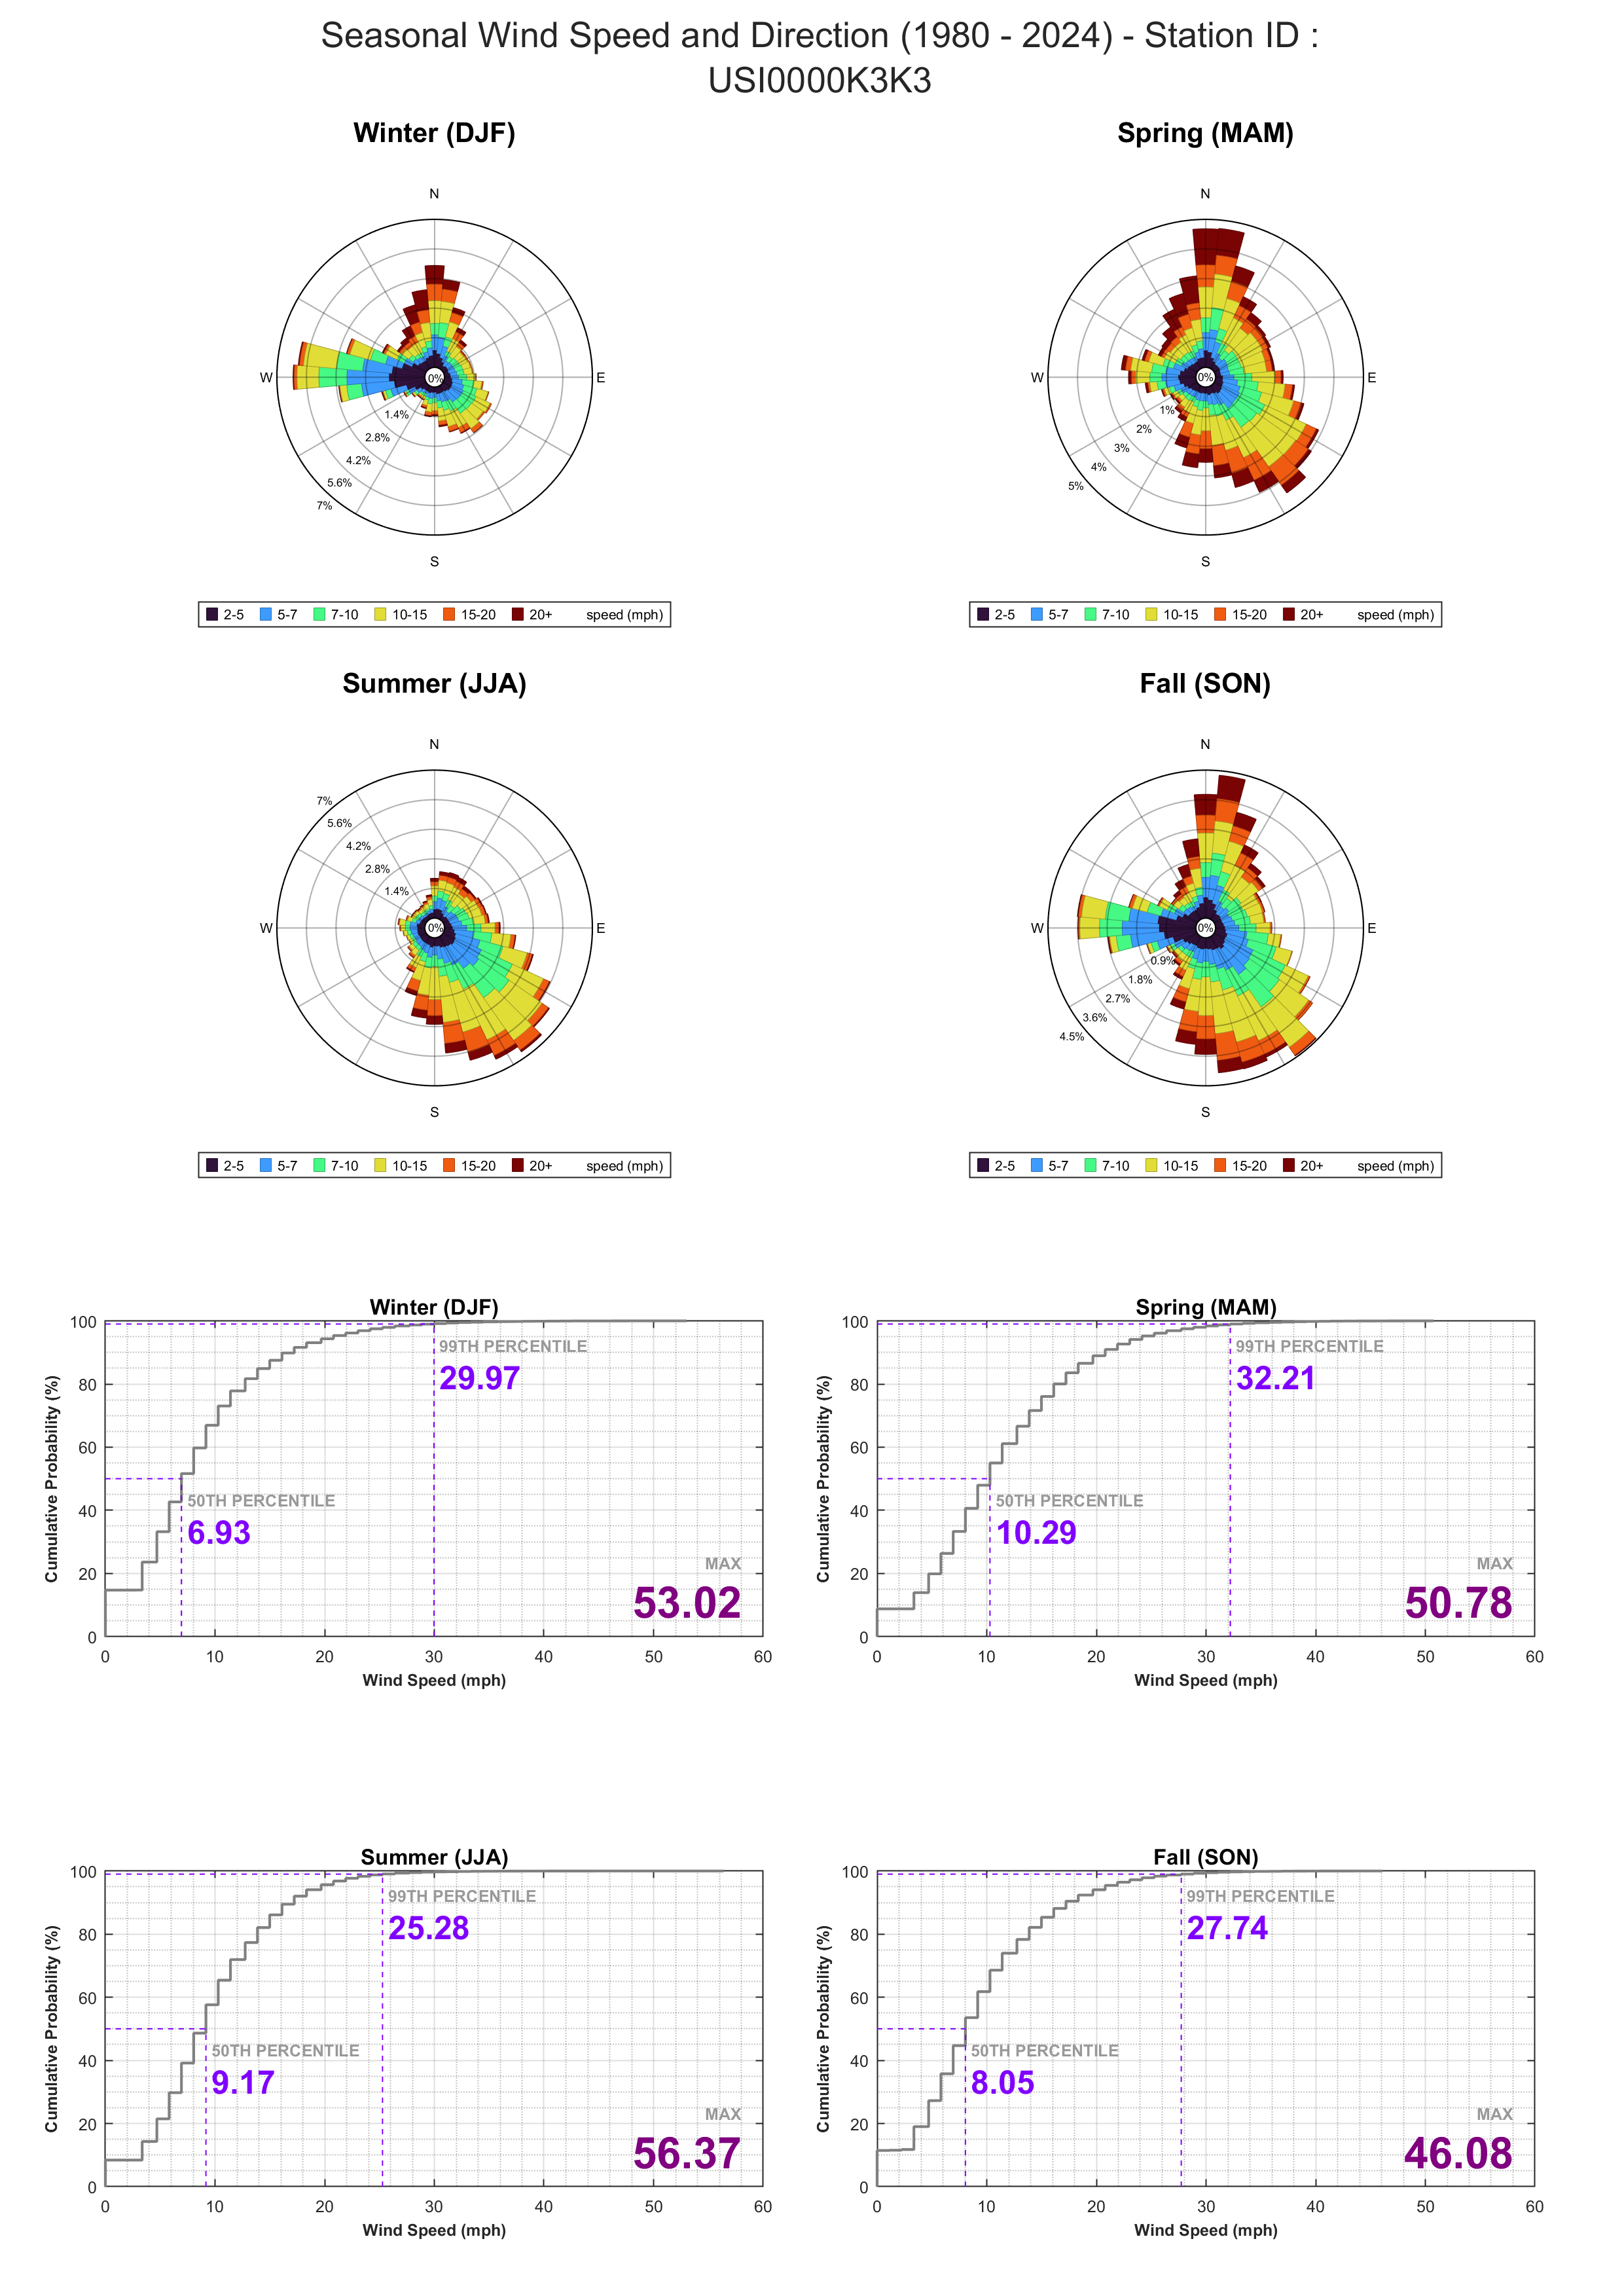 Seasonal Wind Speed and Direction (1980 - 2024) - Station ID :
USI0000K3K3
Winter (DJF)
N
W
E
S
0%
1.4%
2.8%
4.2%
5.6%
7%
2-5 5-7 7-10 10-15 15-20 20+ speed (mph)
Spring (MAM)
N
W
E
S
0%
1%
2%
3%
4%
5%
2-5 5-7 7-10 10-15 15-20 20+ speed (mph)
Summer (JJA)
N
7%
5.6%
4.2%
2.8%
1.4%
0%
W
E
S
2-5 5-7 7-10 10-15 15-20 20+ speed (mph)
Fall (SON)
N
W
E
S
0%
0.9%
1.8%
2.7%
3.6%
4.5%
2-5 5-7 7-10 10-15 15-20 20+ speed (mph)
Winter (DJF)
Cumulative Probability (%)
100
80
60
40
20
0
99TH PERCENTILE
29.97
50TH PERCENTILE
6.93
MAX
53.02
0 10 20 30 40 50 60
Wind Speed (mph)
Spring (MAM)
Cumulative Probability (%)
100
80
60
40
20
0
99TH PERCENTILE
32.21
50TH PERCENTILE
10.29
MAX
50.78
0 10 20 30 40 50 60
Wind Speed (mph)
Summer (JJA)
Cumulative Probability (%)
100
80
60
40
20
0
99TH PERCENTILE
25.28
50TH PERCENTILE
9.17
MAX
56.37
0 10 20 30 40 50 60
Wind Speed (mph)
Fall (SON)
Cumulative Probability (%)
100
80
60
40
20
0
99TH PERCENTILE
27.74
50TH PERCENTILE
8.05
MAX
46.08
0 10 20 30 40 50 60
Wind Speed (mph)